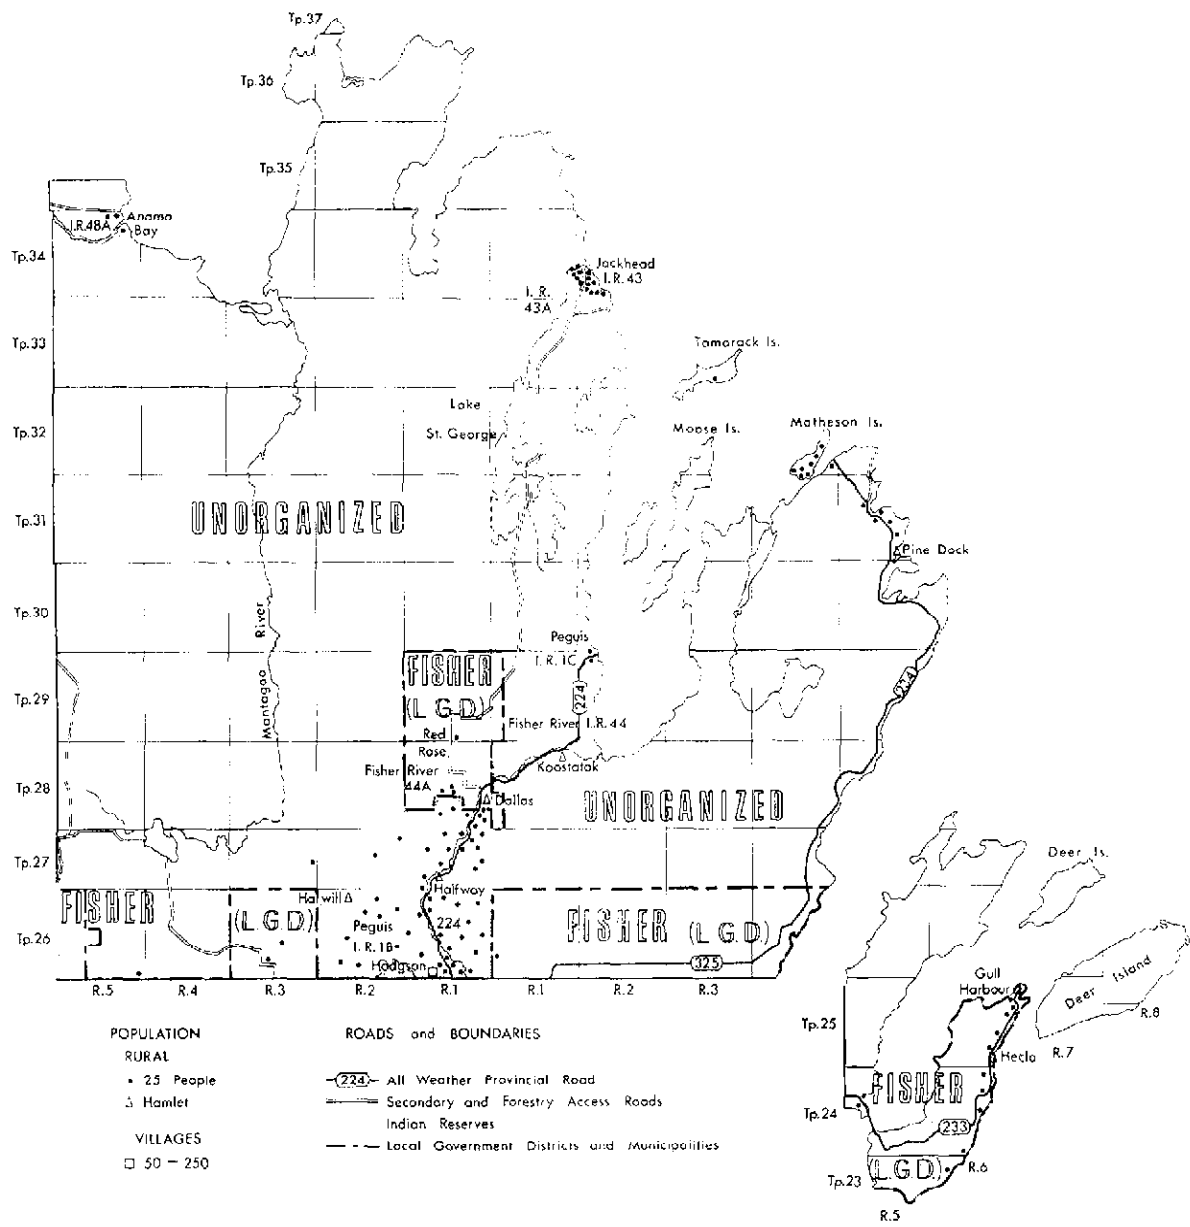 Tp.37
Tp.36
Tp.35
I.R.48A
Anama
Bay
Tp.34
Jackhead
I.R.43
I.R.
43A
Tp.33
Tamarack Is.
Lake
St. George
Tp.32
Moose Is.
Matheson Is.
UNORGANIZED
Tp.31
Pine Dock
Tp.30
Mantagao River
Peguis
I.R.1C
FISHER
(L.G.D.)
Tp.29
224
234
Fisher River I.R.44
Red
Rose
Fisher River
44A
Koostatak
Tp.28
Dallas
UNORGANIZED
Tp.27
Deer Is.
Halfway
Harwill
FISHER
(L.G.D.)
224
FISHER (L.G.D.)
Tp.26
Peguis
I.R.1B
Hodgson
325
R.5
R.4
R.3
R.2
R.1
R.1
R.2
R.3
Gull
Harbour
Deer Island
R.8
Tp.25
Hecla
R.7
FISHER
Tp.24
233
(L.G.D.)
R.6
Tp.23
R.5
POPULATION
RURAL
25 People
Hamlet
VILLAGES
50 - 250
ROADS and BOUNDARIES
224 All Weather Provincial Road
Secondary and Forestry Access Roads
Indian Reserves
Local Government Districts and Municipalities